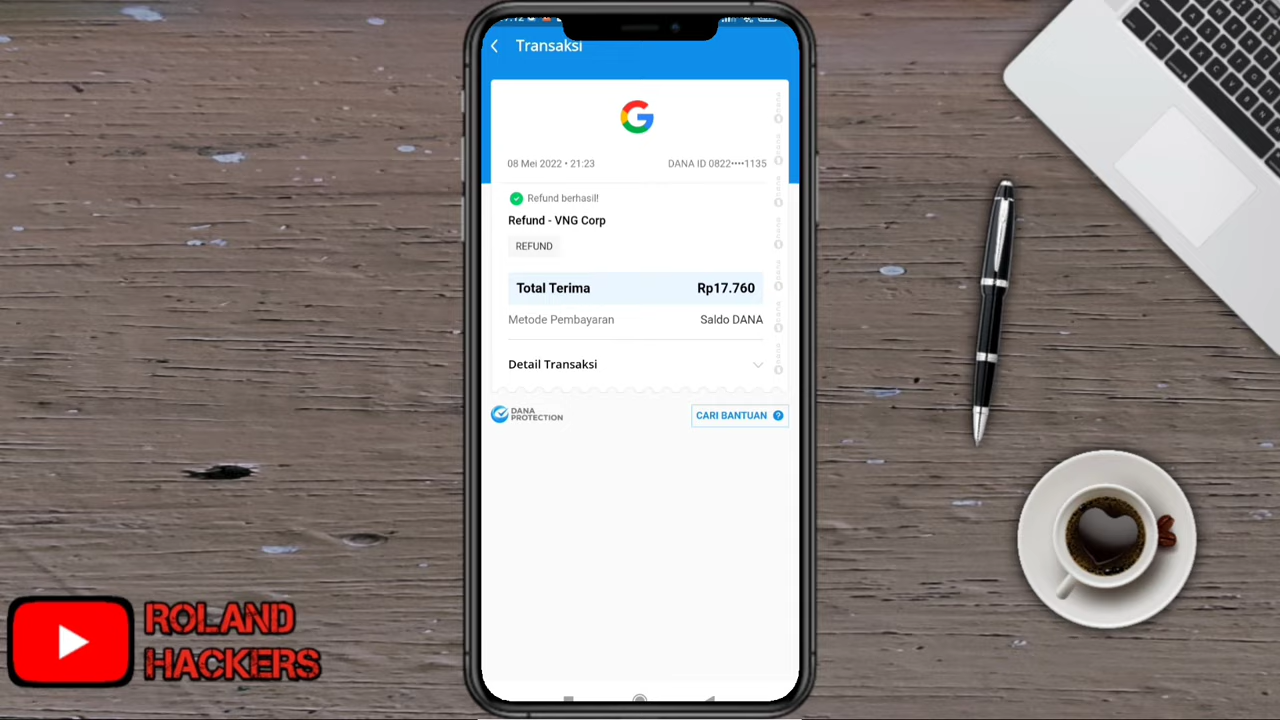 Transaksi
08 Mei 2022 • 21:23
DANA ID 0822••••1135
Refund berhasil!
Refund - VNG Corp
REFUND
Total Terima
Rp17.760
Metode Pembayaran
Saldo DANA
Detail Transaksi
DANA
PROTECTION
CARI BANTUAN ?
ROLAND
HACKERS